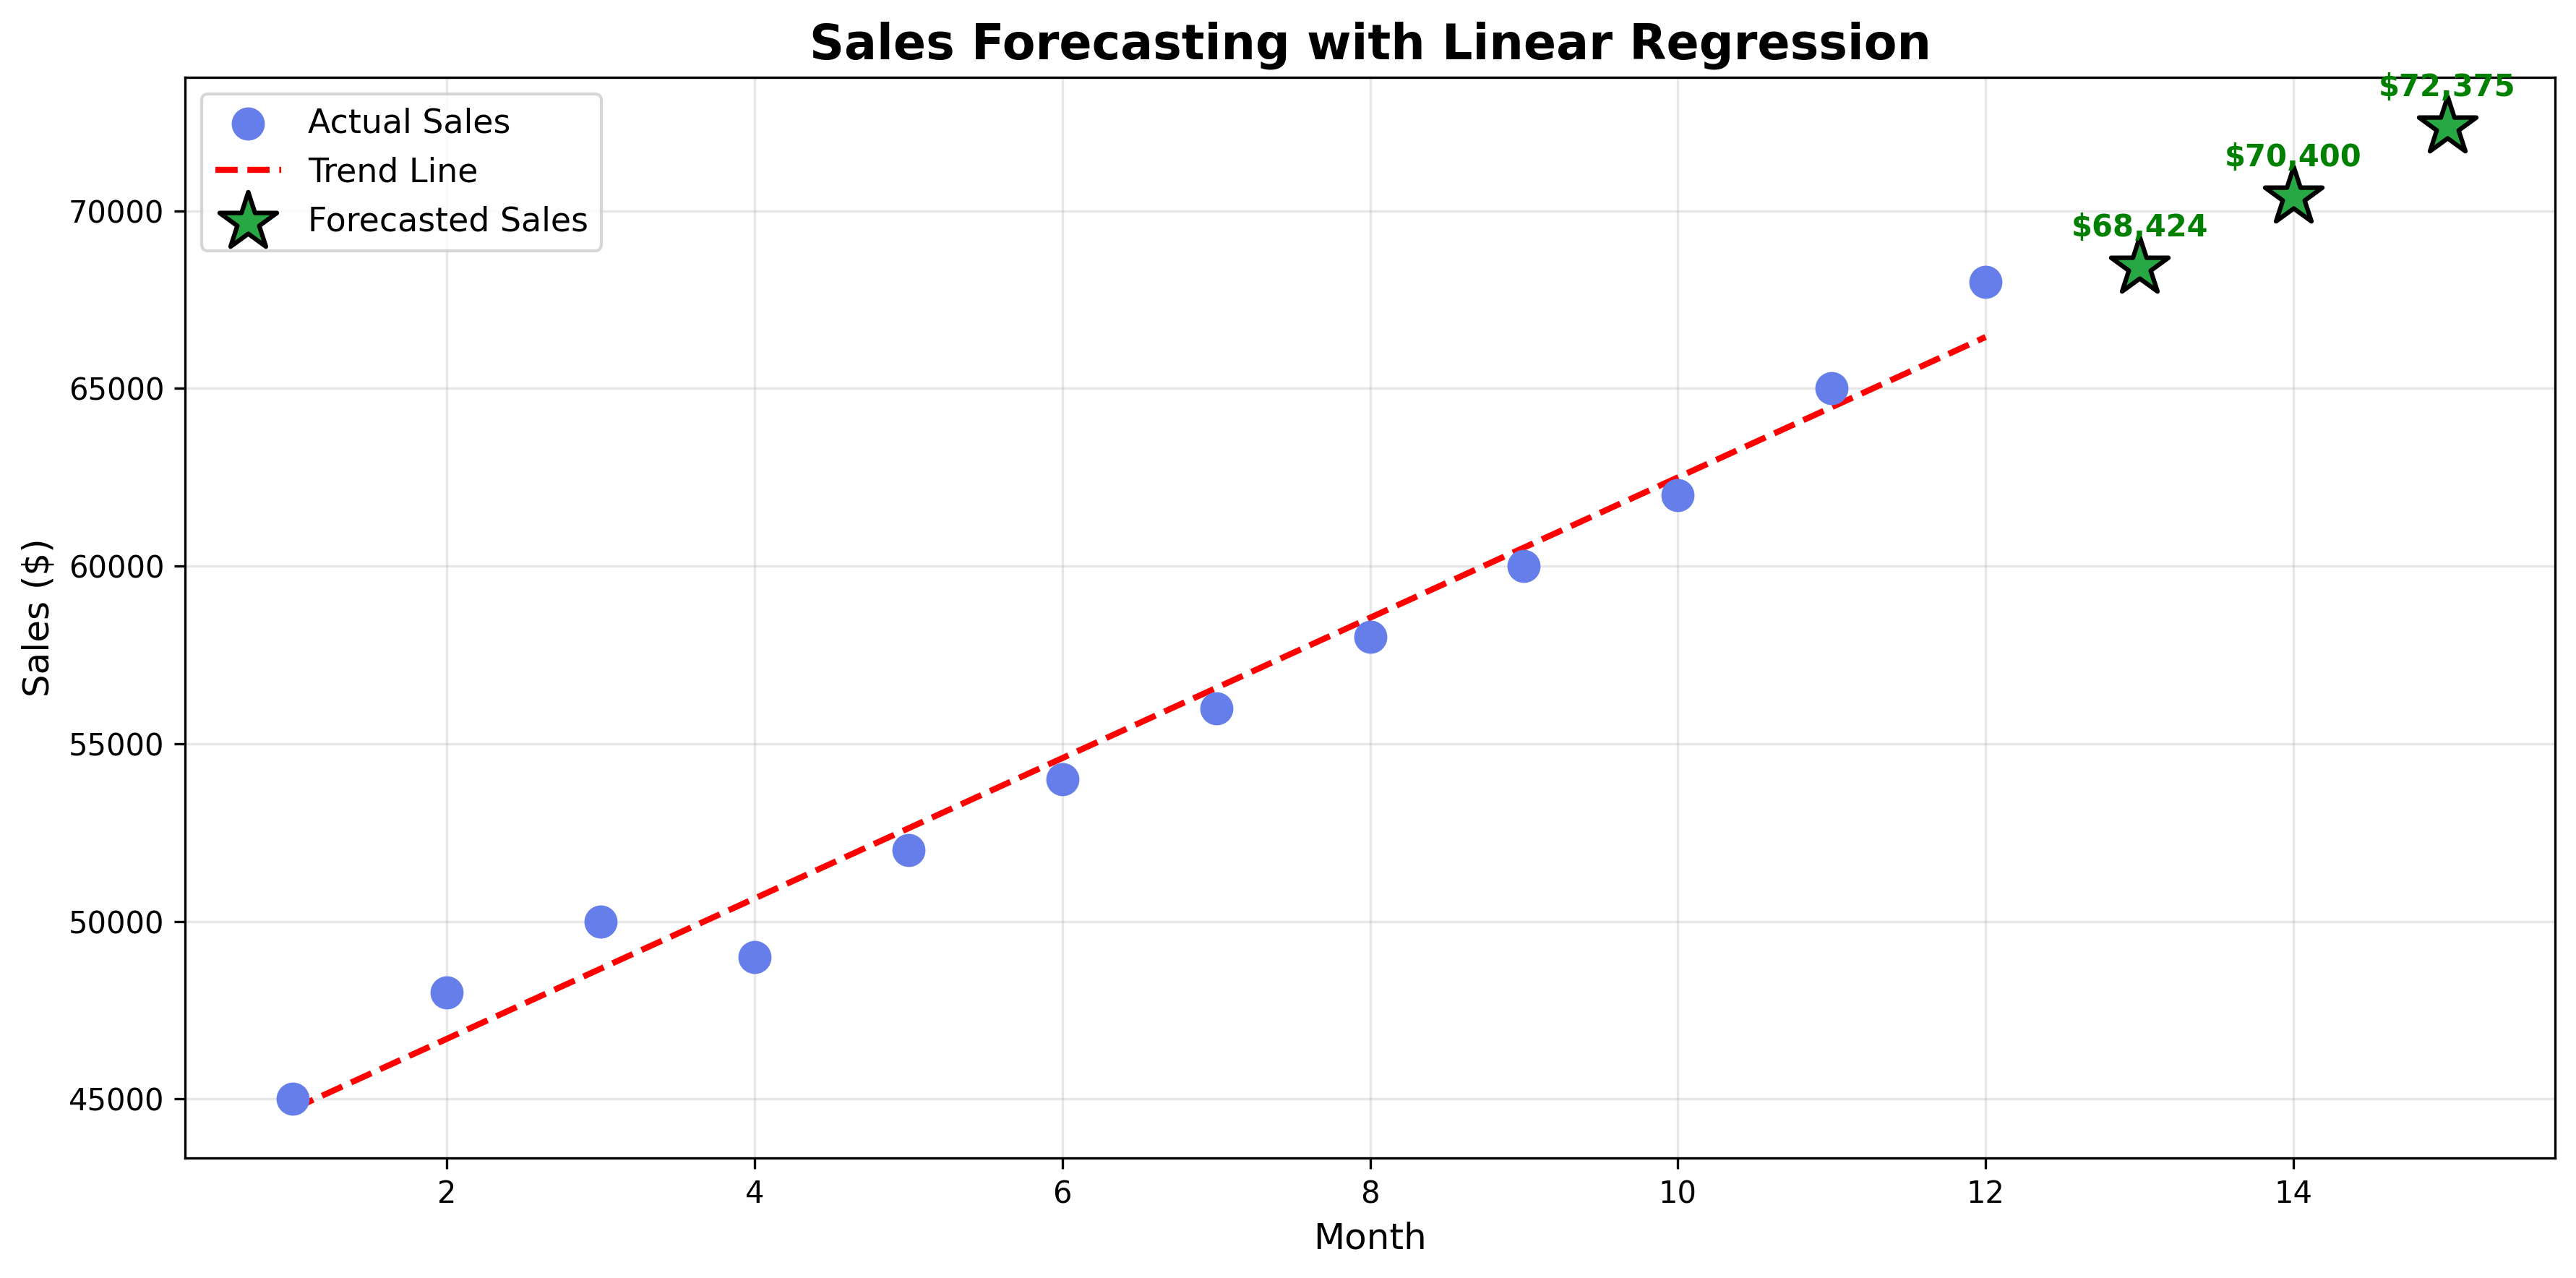 Sales Forecasting with Linear Regression
Actual Sales
Trend Line
Forecasted Sales
$72,375
$70,400
$68,424
Sales ($)
70000
65000
60000
55000
50000
45000
2 4 6 8 10 12 14
Month